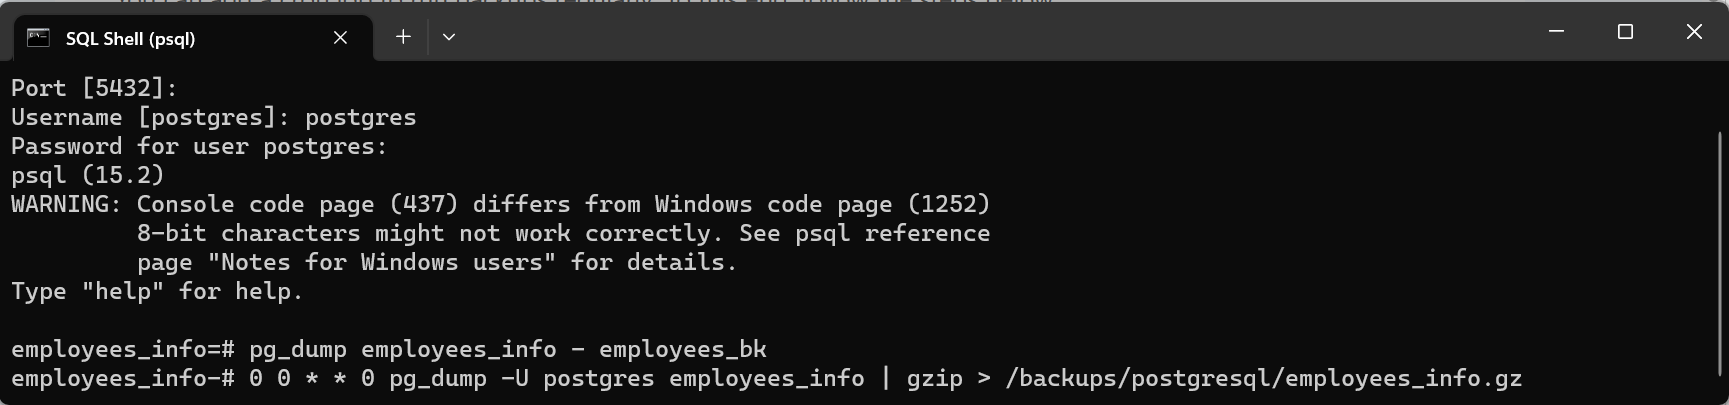 SQL Shell (psql)
Port [5432]:
Username [postgres]: postgres
Password for user postgres:
psql (15.2)
WARNING: Console code page (437) differs from Windows code page (1252)
         8-bit characters might not work correctly. See psql reference
         page "Notes for Windows users" for details.
Type "help" for help.

employees_info=# pg_dump employees_info - employees_bk
employees_info-# 0 0 * * 0 pg_dump -U postgres employees_info | gzip > /backups/postgresql/employees_info.gz